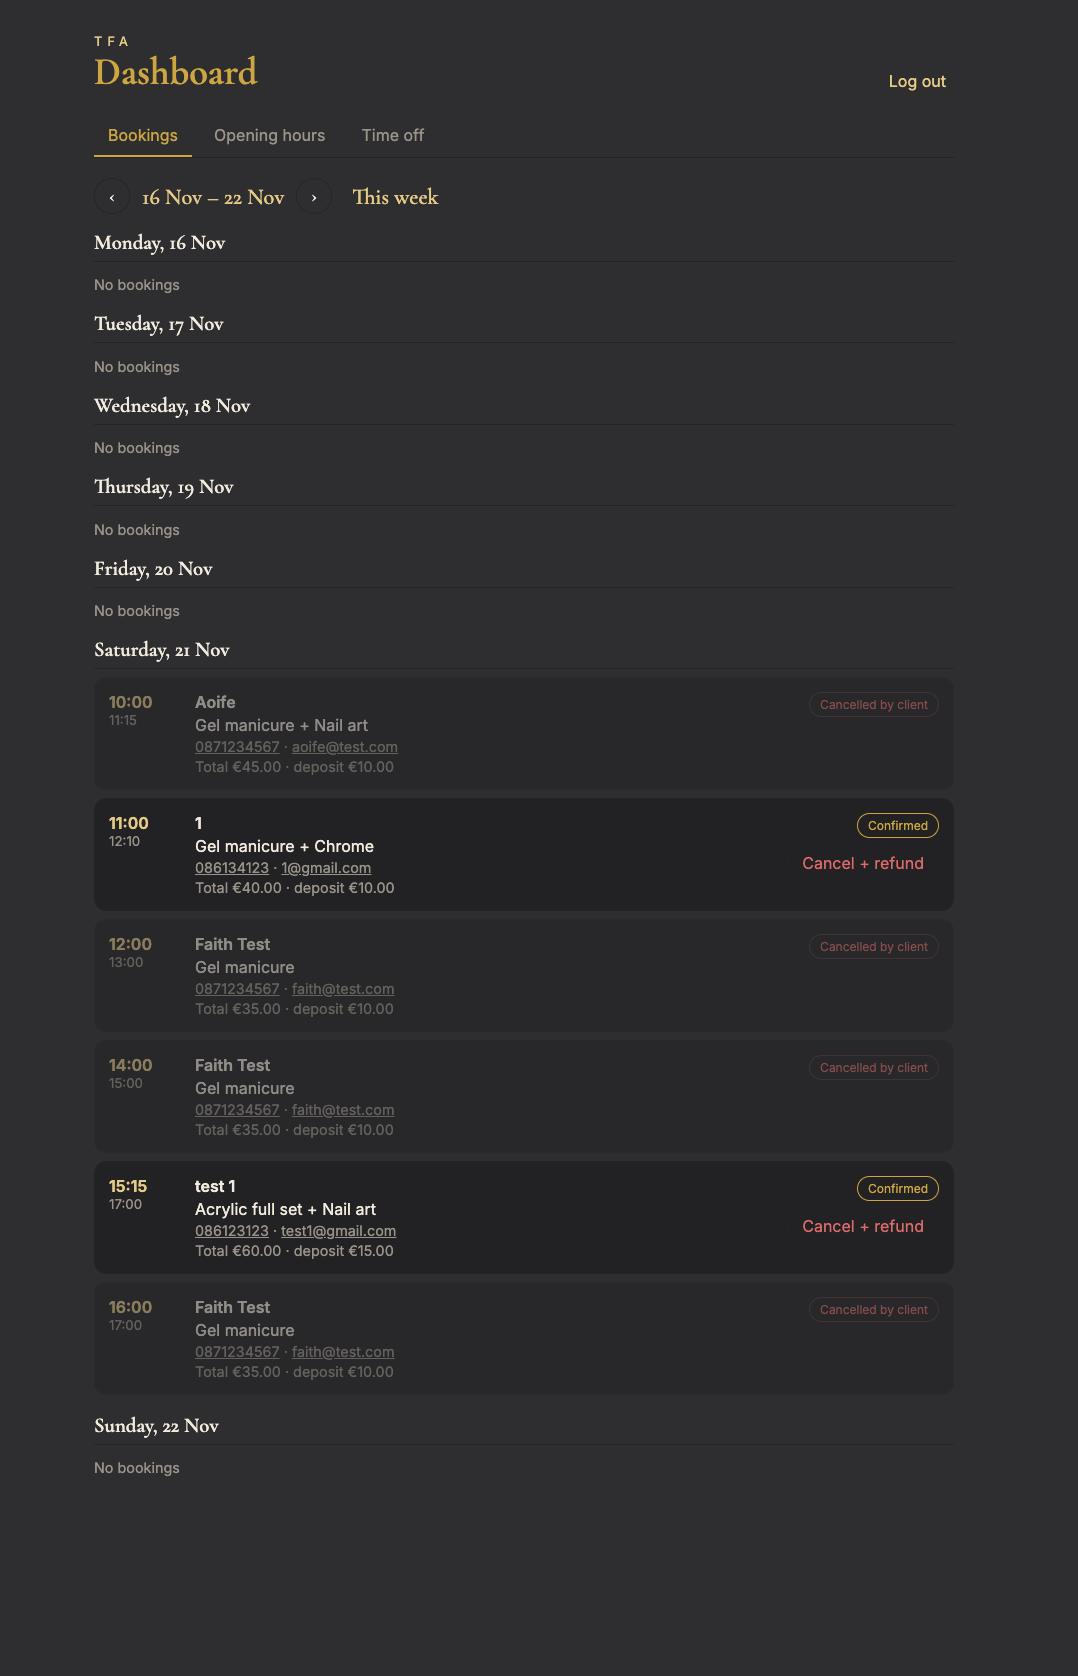 TFA
Dashboard
Log out
Bookings Opening hours Time off
‹ 16 Nov – 22 Nov › This week
Monday, 16 Nov
No bookings
Tuesday, 17 Nov
No bookings
Wednesday, 18 Nov
No bookings
Thursday, 19 Nov
No bookings
Friday, 20 Nov
No bookings
Saturday, 21 Nov
10:00 Aoife Cancelled by client
11:15 Gel manicure + Nail art
0871234567 · aoife@test.com
Total €45.00 · deposit €10.00
11:00 1 Confirmed
12:10 Gel manicure + Chrome
086134123 · 1@gmail.com Cancel + refund
Total €40.00 · deposit €10.00
12:00 Faith Test Cancelled by client
13:00 Gel manicure
0871234567 · faith@test.com
Total €35.00 · deposit €10.00
14:00 Faith Test Cancelled by client
15:00 Gel manicure
0871234567 · faith@test.com
Total €35.00 · deposit €10.00
15:15 test 1 Confirmed
17:00 Acrylic full set + Nail art
086123123 · test1@gmail.com Cancel + refund
Total €60.00 · deposit €15.00
16:00 Faith Test Cancelled by client
17:00 Gel manicure
0871234567 · faith@test.com
Total €35.00 · deposit €10.00
Sunday, 22 Nov
No bookings